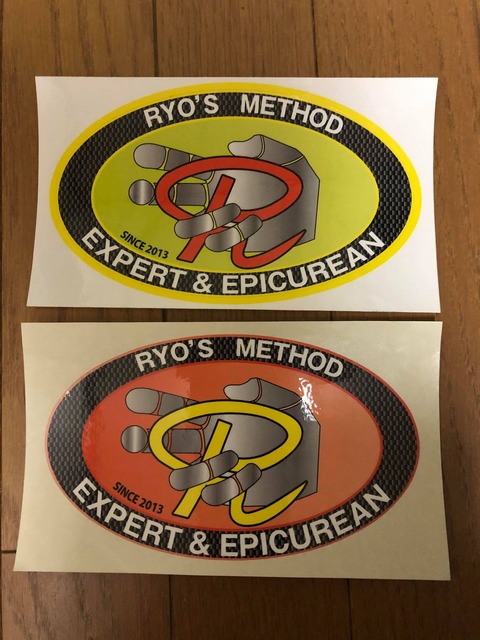 RYO'S METHOD
R
SINCE 2013
EXPERT & EPICUREAN
RYO'S METHOD
R
SINCE 2013
EXPERT & EPICUREAN